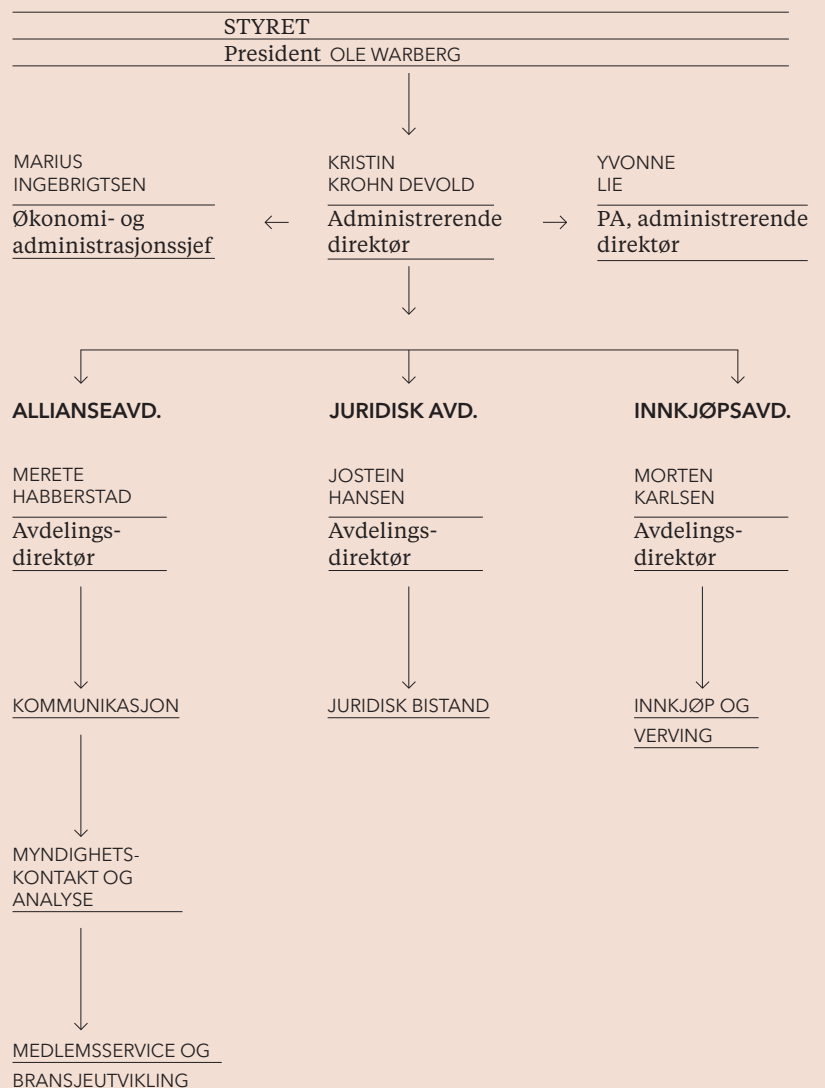 STYRET
President OLE WARBERG
MARIUS
INGEBRIGTSEN
Økonomi- og
administrasjonssjef
KRISTIN
KROHN DEVOLD
Administrerende
direktør
YVONNE
LIE
PA, administrerende
direktør
ALLIANSEAVD.
MERETE
HABBERSTAD
Avdelings-
direktør
KOMMUNIKASJON
MYNDIGHETS-
KONTAKT OG
ANALYSE
MEDLEMSSERVICE OG
BRANSJEUTVIKLING
JURIDISK AVD.
JOSTEIN
HANSEN
Avdelings-
direktør
JURIDISK BISTAND
INNKJØPSAVD.
MORTEN
KARLSEN
Avdelings-
direktør
INNKJØP OG
VERVING